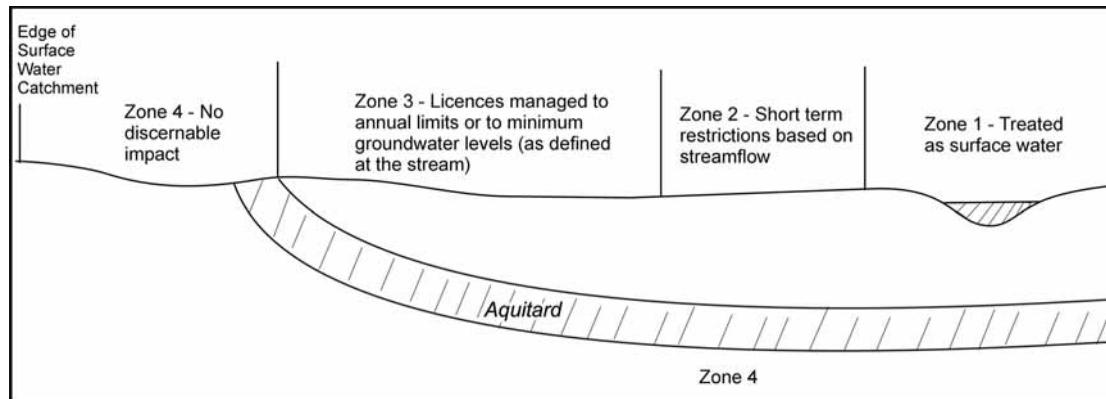 Edge of
Surface
Water
Catchment
Zone 4 - No
discernable
impact
Zone 3 - Licences managed to
annual limits or to minimum
groundwater levels (as defined
at the stream)
Zone 2 - Short term
restrictions based on
streamflow
Zone 1 - Treated
as surface water
Aquitard
Zone 4